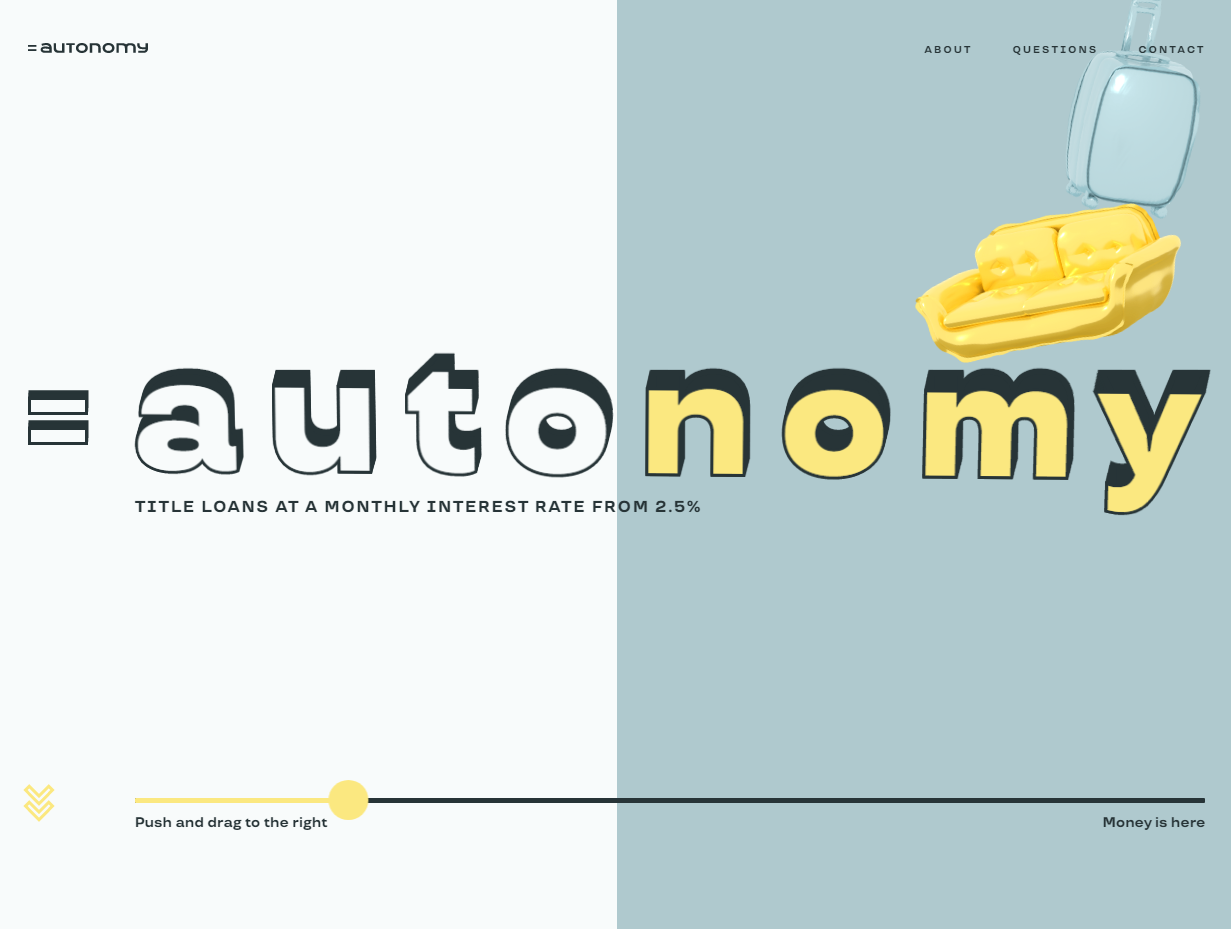 = autonomy
ABOUT
QUESTIONS
CONTACT
= autonomy
TITLE LOANS AT A MONTHLY INTEREST RATE FROM 2.5%
Push and drag to the right
Money is here